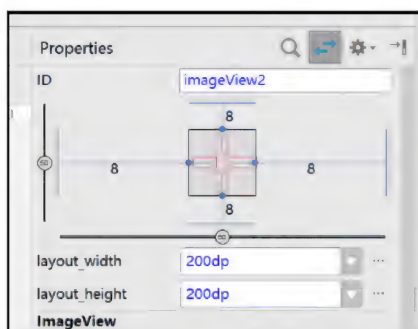 Properties
ID
imageView2
8
50
8
8
8
50
layout_width
200dp
layout_height
200dp
ImageView